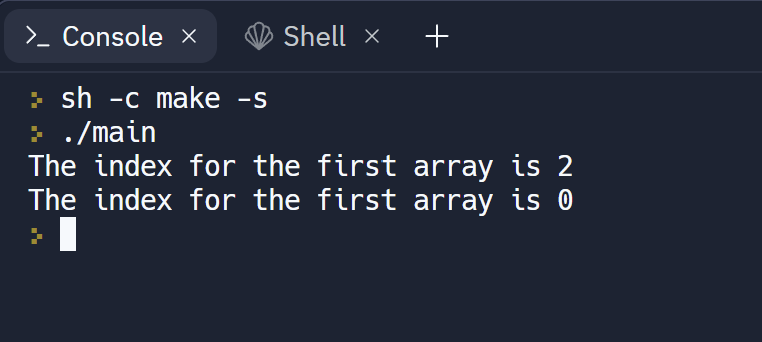 Console
Shell
sh -c make -s
./main
The index for the first array is 2
The index for the first array is 0